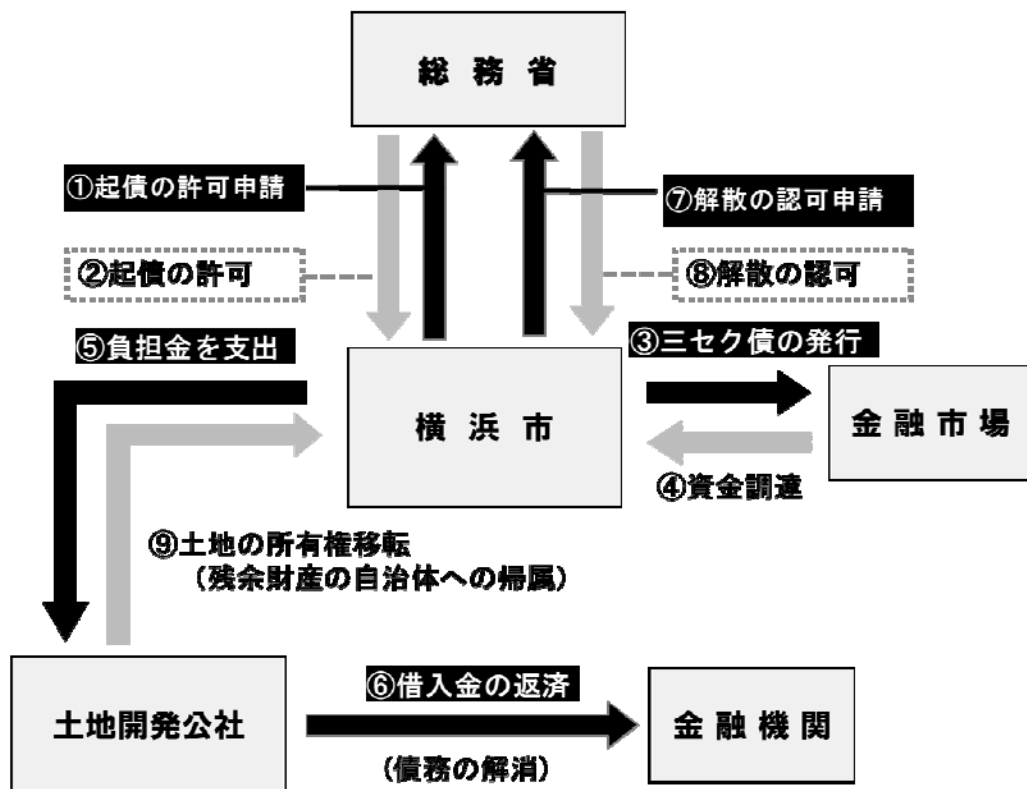 総務省
①起債の許可申請
⑦解散の認可申請
②起債の許可
⑧解散の認可
⑤負担金を支出
③三セク債の発行
横浜市
金融市場
④資金調達
⑨土地の所有権移転
（残余財産の自治体への帰属）
土地開発公社
⑥借入金の返済
（債務の解消）
金融機関